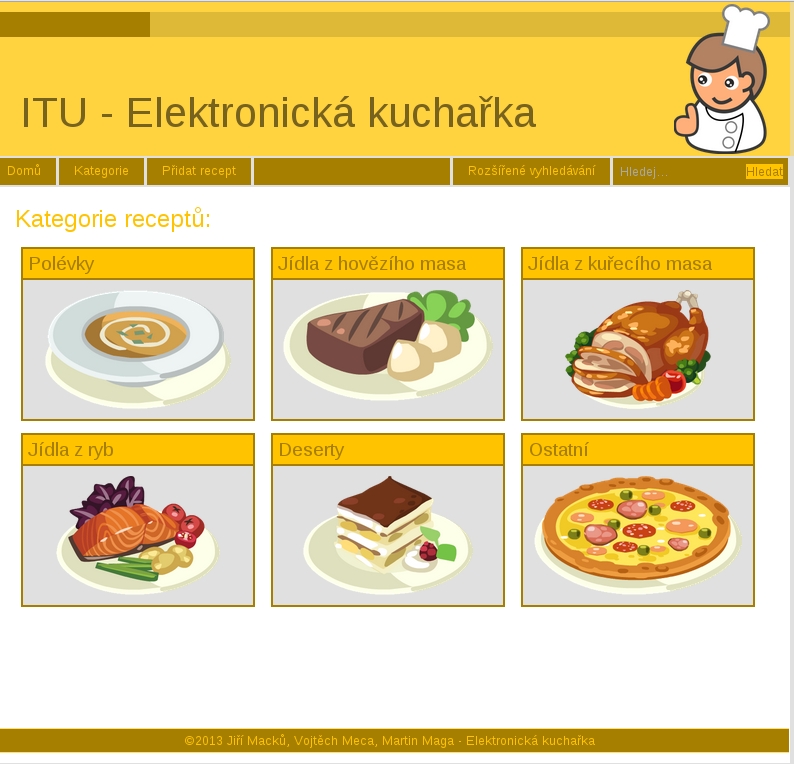 ITU - Elektronická kuchařka
Domů Kategorie Přidat recept Rozšířené vyhledávání Hledej... Hledat
Kategorie receptů:
Polévky Jídla z hovězího masa Jídla z kuřecího masa
Jídla z ryb Deserty Ostatní
©2013 Jiří Macků, Vojtěch Meca, Martin Maga - Elektronická kuchařka